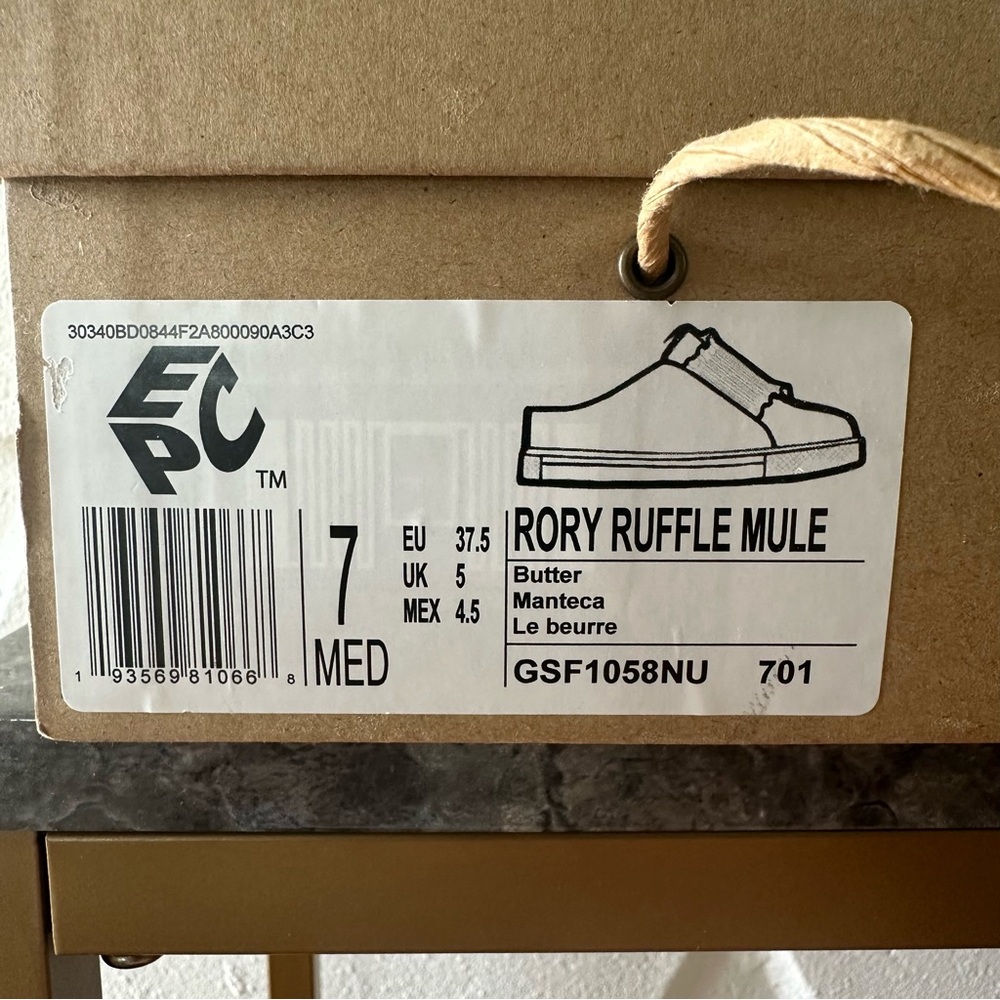 30340BD0844F2A800090A3C3
EPC TM
1 93569 81066 8
7
MED
EU 37.5
UK 5
MEX 4.5
RORY RUFFLE MULE
Butter
Manteca
Le beurre
GSF1058NU 701